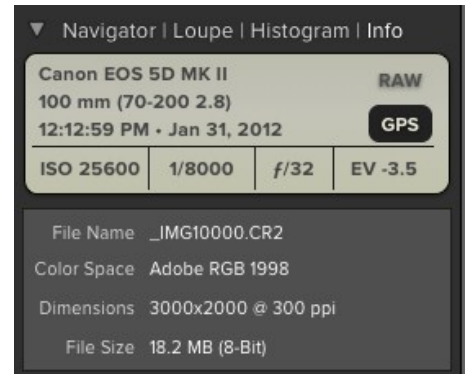 Navigator | Loupe | Histogram | Info
Canon EOS 5D MK II
RAW
100 mm (70-200 2.8)
12:12:59 PM • Jan 31, 2012
GPS
ISO 25600 1/8000 ƒ/32 EV -3.5
File Name _IMG10000.CR2
Color Space Adobe RGB 1998
Dimensions 3000x2000 @ 300 ppi
File Size 18.2 MB (8-Bit)